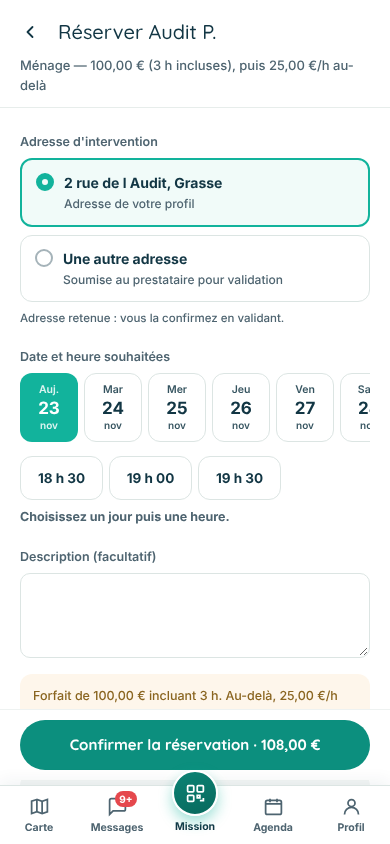 Réserver Audit P.
Ménage — 100,00 € (3 h incluses), puis 25,00 €/h au-
delà
Adresse d'intervention
2 rue de l Audit, Grasse
Adresse de votre profil
Une autre adresse
Soumise au prestataire pour validation
Adresse retenue : vous la confirmez en validant.
Date et heure souhaitées
Auj. Mar Mer Jeu Ven Sa
23 24 25 26 27 2
nov nov nov nov nov
18 h 30 19 h 00 19 h 30
Choisissez un jour puis une heure.
Description (facultatif)
Forfait de 100,00 € incluant 3 h. Au-delà, 25,00 €/h
Confirmer la réservation · 108,00 €
9+
Carte Messages Mission Agenda Profil